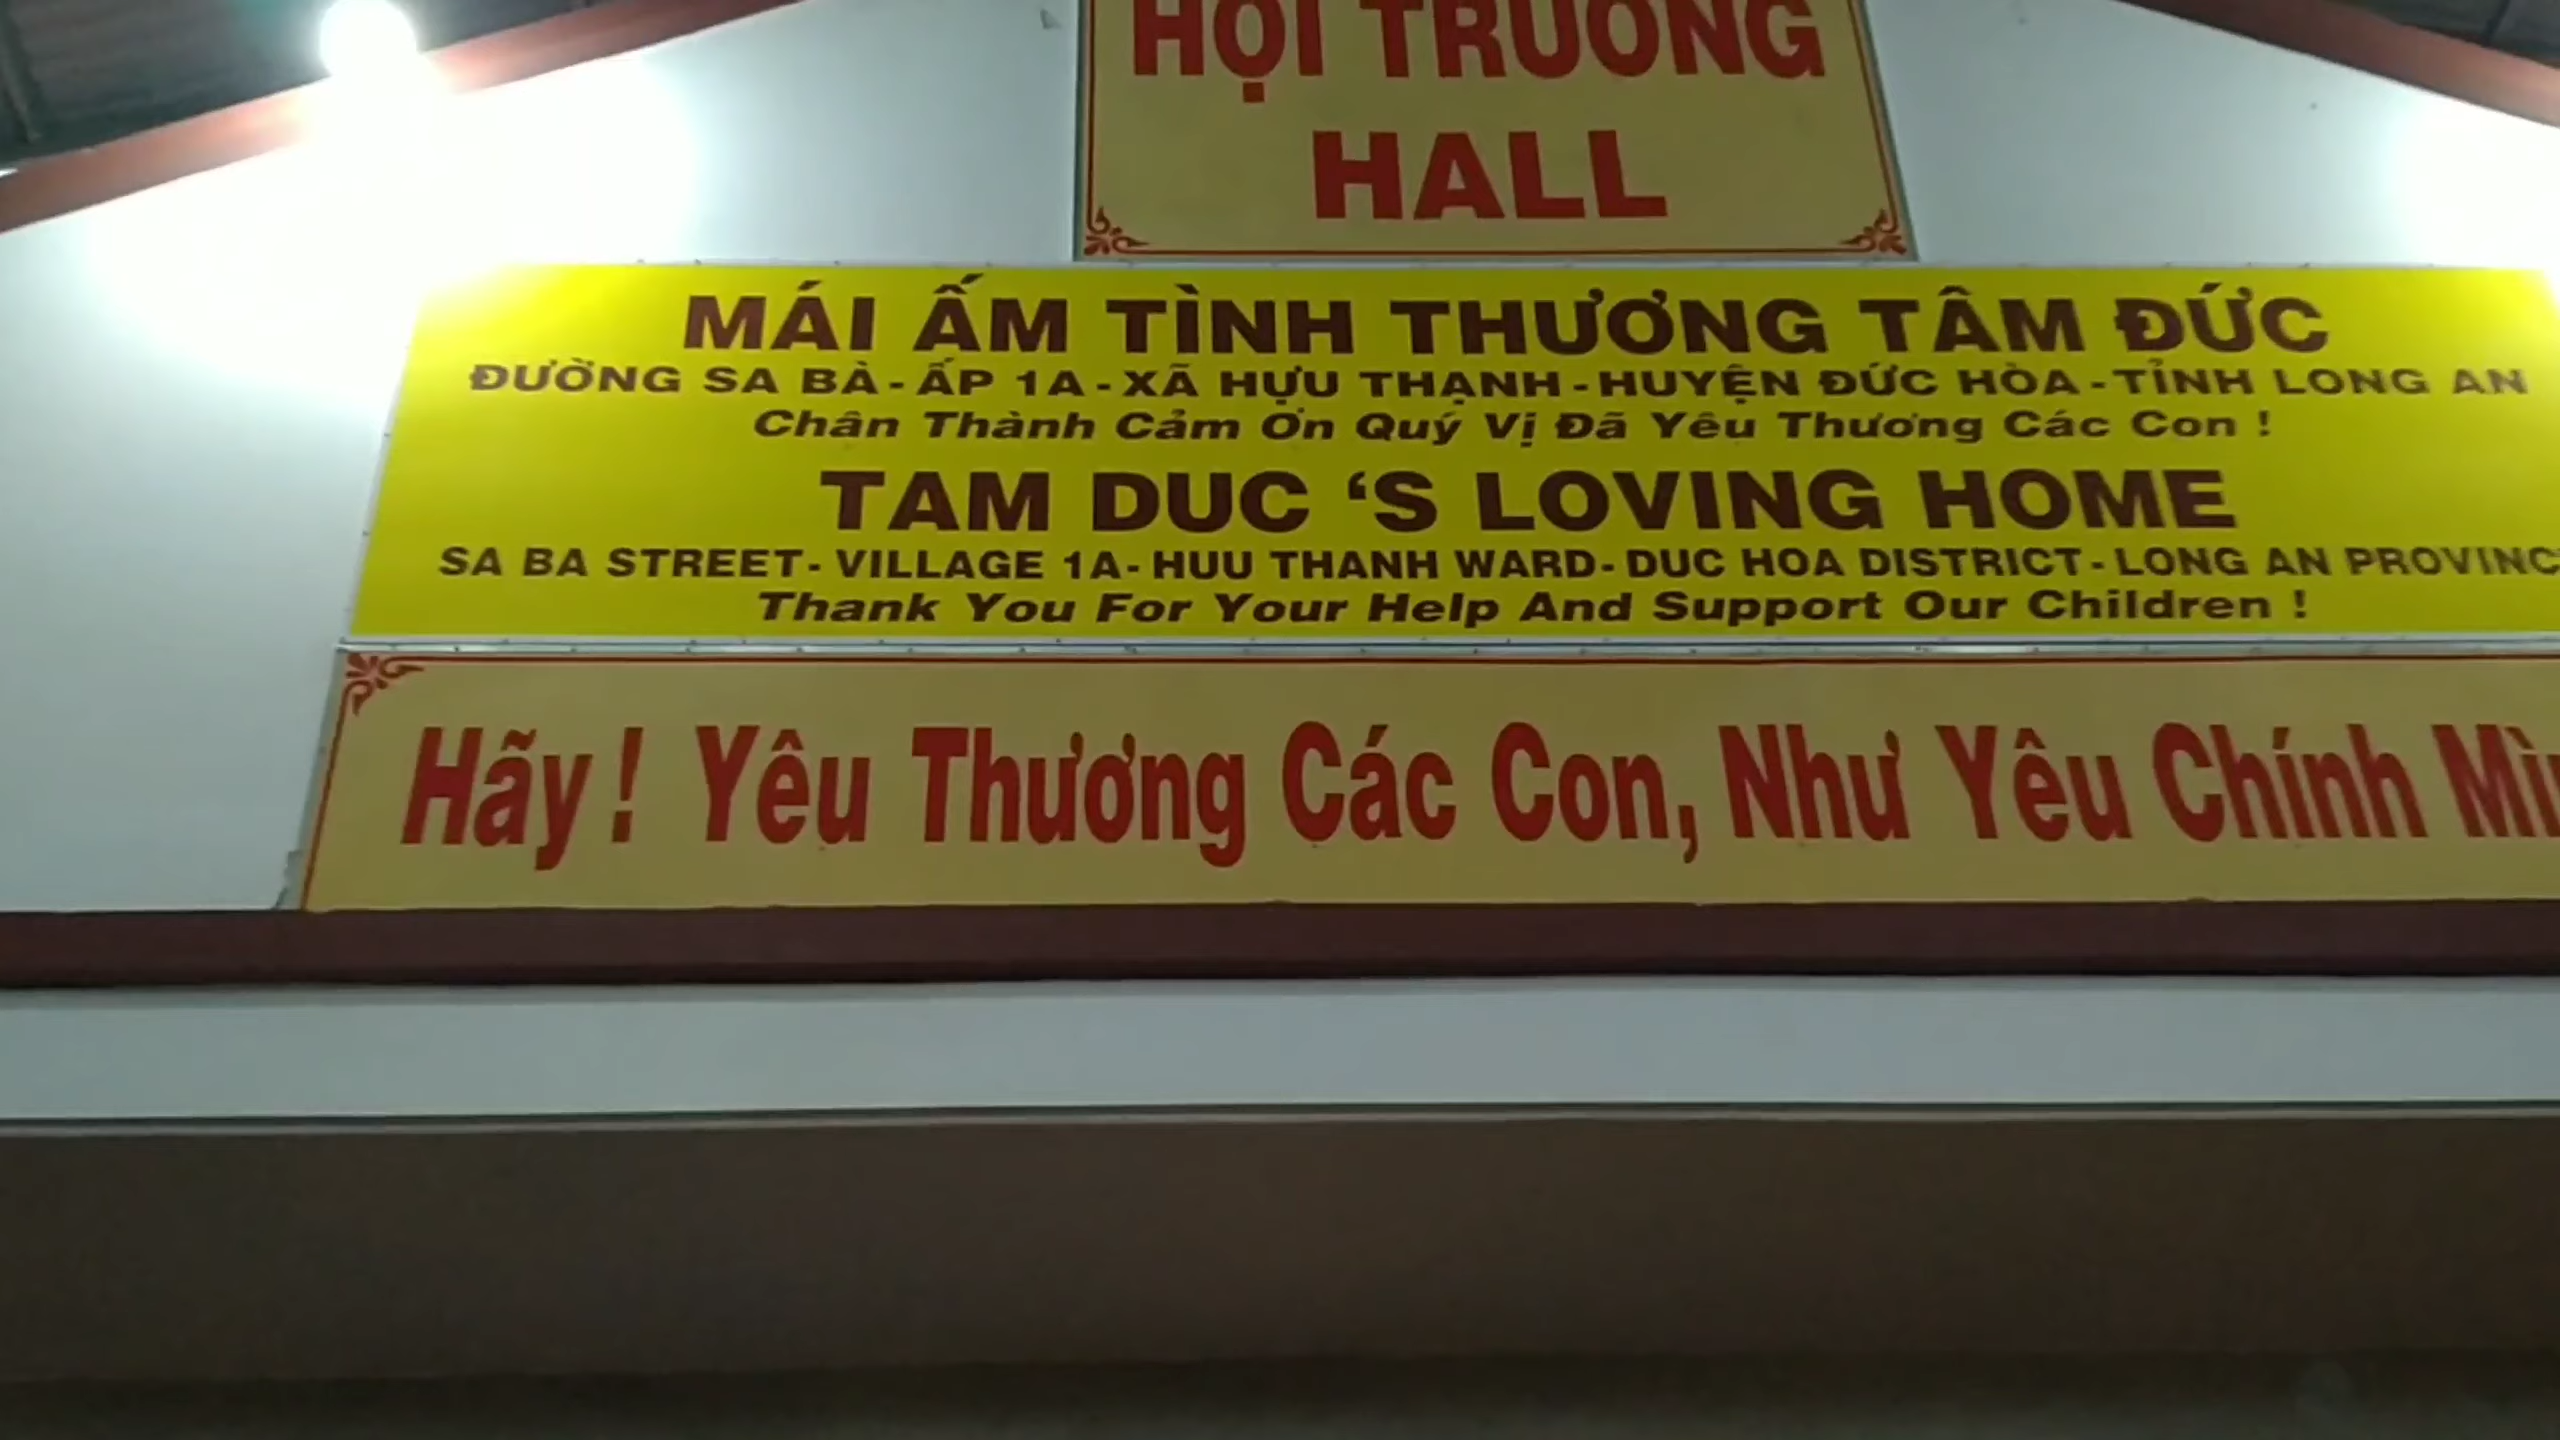 HỘI TRƯỜNG
HALL
MÁI ẤM TÌNH THƯƠNG TÂM ĐỨC
ĐƯỜNG SA BÀ - ẤP 1A - XÃ HỰU THẠNH - HUYỆN ĐỨC HÒA - TỈNH LONG AN
Chân Thành Cảm Ơn Quý Vị Đã Yêu Thương Các Con !
TAM DUC ‘S LOVING HOME
SA BA STREET - VILLAGE 1A - HUU THANH WARD - DUC HOA DISTRICT - LONG AN PROVINC
Thank You For Your Help And Support Our Children !
Hãy ! Yêu Thương Các Con, Như Yêu Chính Mì